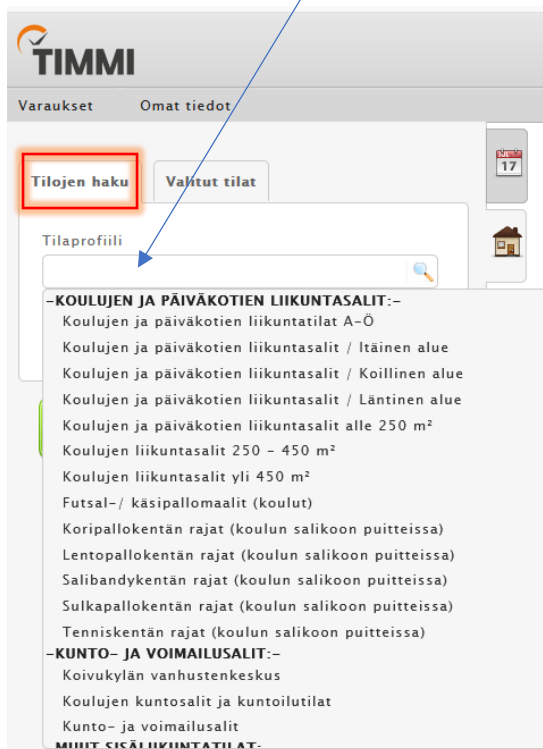 TIMMI
Varaukset Omat tiedot
17
Tilojen haku Valitut tilat
Tilaprofiili
–KOULUJEN JA PÄIVÄKOTIEN LIIKUNTASALIT:–
Koulujen ja päiväkotien liikuntatilat A–Ö
Koulujen ja päiväkotien liikuntasalit / Itäinen alue
Koulujen ja päiväkotien liikuntasalit / Koillinen alue
Koulujen ja päiväkotien liikuntasalit / Läntinen alue
Koulujen ja päiväkotien liikuntasalit alle 250 m²
Koulujen liikuntasalit 250 – 450 m²
Koulujen liikuntasalit yli 450 m²
Futsal–/ käsipallomaalit (koulut)
Koripallokentän rajat (koulun salikoon puitteissa)
Lentopallokentän rajat (koulun salikoon puitteissa)
Salibandykentän rajat (koulun salikoon puitteissa)
Sulkapallokentän rajat (koulun salikoon puitteissa)
Tenniskentän rajat (koulun salikoon puitteissa)
–KUNTO– JA VOIMAILUSALIT:–
Koivukylän vanhustenkeskus
Koulujen kuntosalit ja kuntoilutilat
Kunto– ja voimailusalit
MUUT SISÄLIIKUNTATILAT: